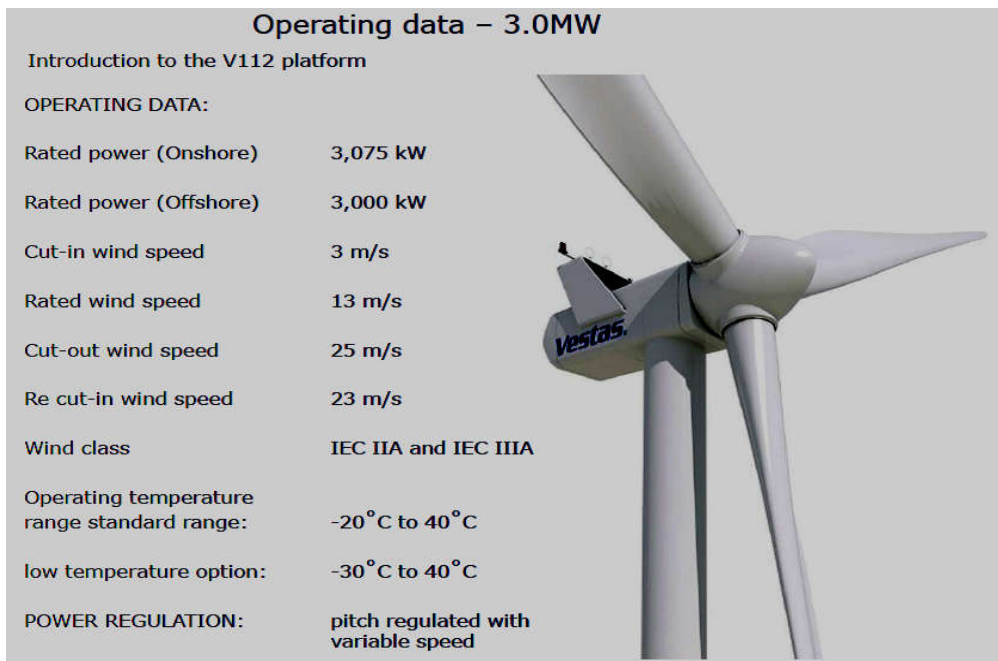 Operating data – 3.0MW
Introduction to the V112 platform
OPERATING DATA:
Rated power (Onshore) 3,075 kW
Rated power (Offshore) 3,000 kW
Cut-in wind speed 3 m/s
Rated wind speed 13 m/s
Cut-out wind speed 25 m/s
Re cut-in wind speed 23 m/s
Wind class IEC IIA and IEC IIIA
Operating temperature
range standard range: -20°C to 40°C
low temperature option: -30°C to 40°C
POWER REGULATION: pitch regulated with
variable speed
Vestas.